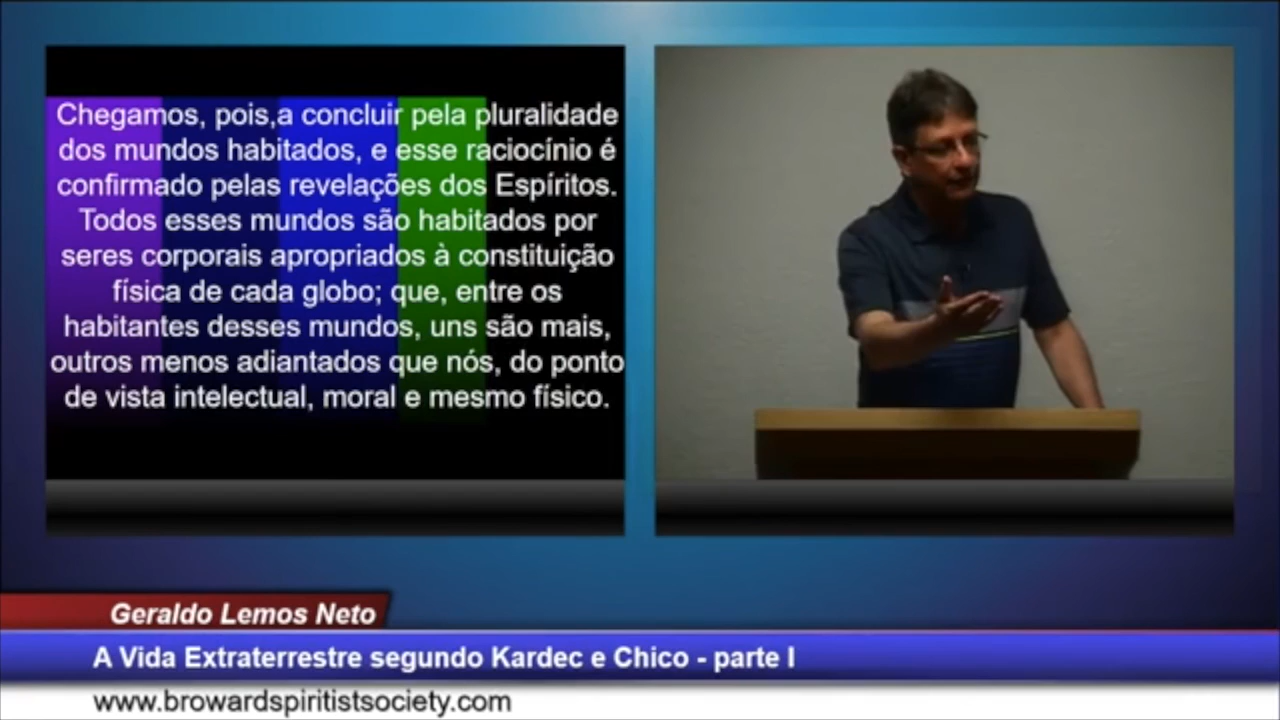 Chegamos, pois,a concluir pela pluralidade
dos mundos habitados, e esse raciocínio é
confirmado pelas revelações dos Espíritos.
Todos esses mundos são habitados por
seres corporais apropriados à constituição
física de cada globo; que, entre os
habitantes desses mundos, uns são mais,
outros menos adiantados que nós, do ponto
de vista intelectual, moral e mesmo físico.
Geraldo Lemos Neto
A Vida Extraterrestre segundo Kardec e Chico - parte I
www.browardspiritistsociety.com